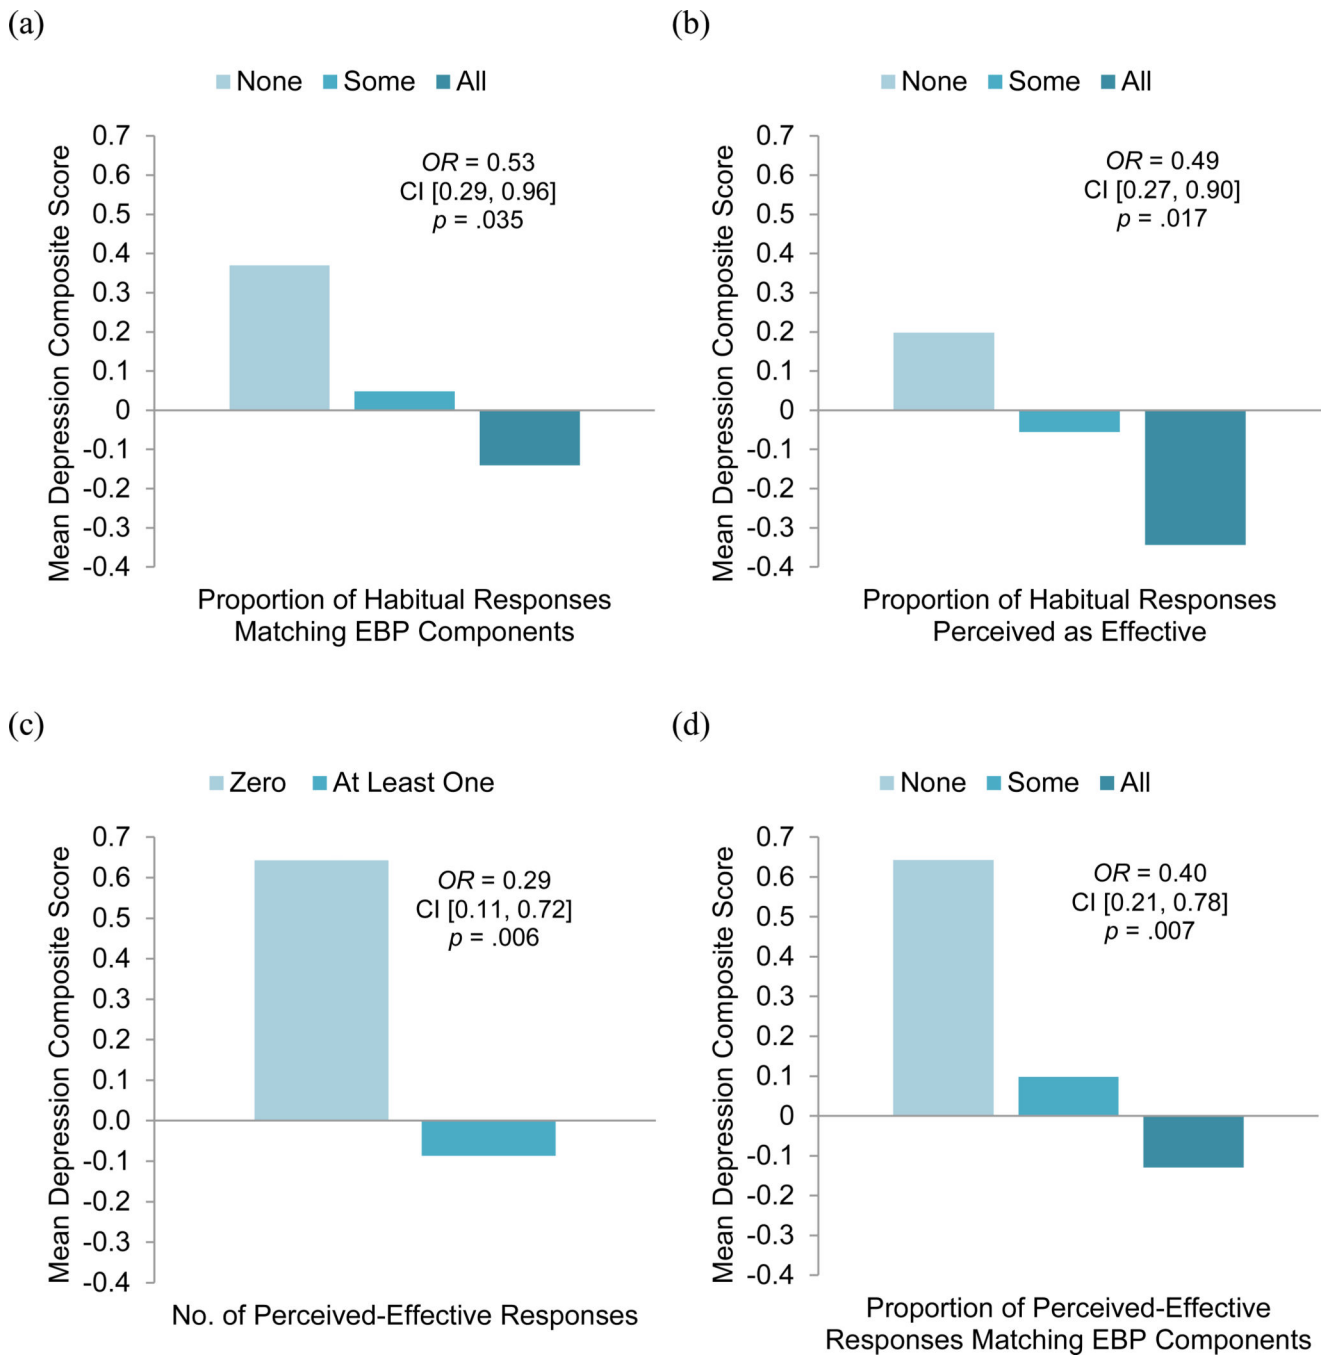 (a)
None Some All
Mean Depression Composite Score
0.7
0.6
0.5
0.4
0.3
0.2
0.1
0
-0.1
-0.2
-0.3
-0.4
OR = 0.53
CI [0.29, 0.96]
p = .035
Proportion of Habitual Responses
Matching EBP Components
(b)
None Some All
Mean Depression Composite Score
0.7
0.6
0.5
0.4
0.3
0.2
0.1
0
-0.1
-0.2
-0.3
-0.4
OR = 0.49
CI [0.27, 0.90]
p = .017
Proportion of Habitual Responses
Perceived as Effective
(c)
Zero At Least One
Mean Depression Composite Score
0.7
0.6
0.5
0.4
0.3
0.2
0.1
0.0
-0.1
-0.2
-0.3
-0.4
OR = 0.29
CI [0.11, 0.72]
p = .006
No. of Perceived-Effective Responses
(d)
None Some All
Mean Depression Composite Score
0.7
0.6
0.5
0.4
0.3
0.2
0.1
0
-0.1
-0.2
-0.3
-0.4
OR = 0.40
CI [0.21, 0.78]
p = .007
Proportion of Perceived-Effective
Responses Matching EBP Components